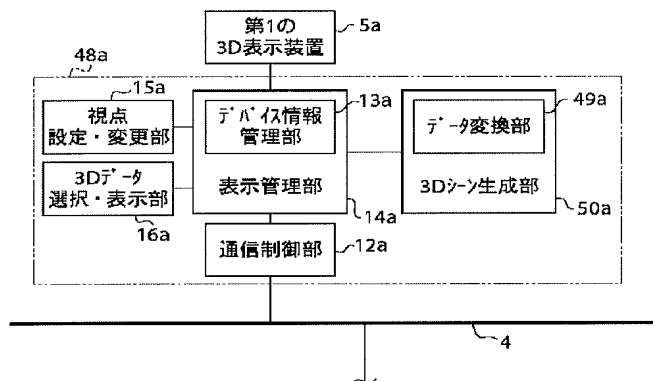 第1の
3D表示装置
5a
48a
15a
視点
設定・変更部
ﾃﾞﾊﾞｲｽ情報
管理部
13a
表示管理部
14a
49a
ﾃﾞｰﾀ変換部
3Dｼｰﾝ生成部
50a
3Dﾃﾞｰﾀ
選択・表示部
16a
通信制御部
12a
4